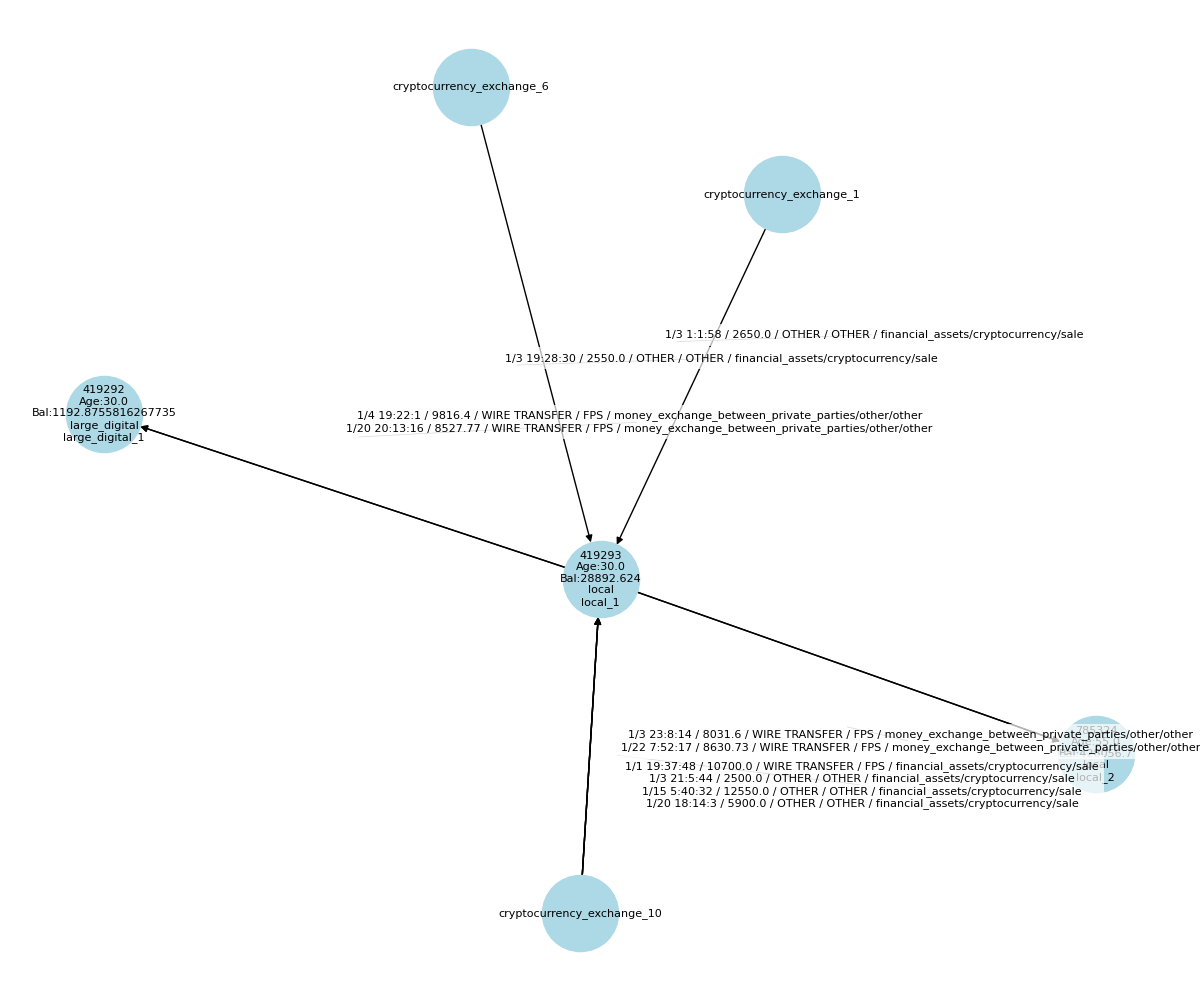 cryptocurrency_exchange_6
cryptocurrency_exchange_1
1/3 1:1:58 / 2650.0 / OTHER / OTHER / financial_assets/cryptocurrency/sale
1/3 19:28:30 / 2550.0 / OTHER / OTHER / financial_assets/cryptocurrency/sale
419292
Age:30.0
Bal:1192.8755816267735
large_digital
large_digital_1
1/4 19:22:1 / 9816.4 / WIRE TRANSFER / FPS / money_exchange_between_private_parties/other/other
1/20 20:13:16 / 8527.77 / WIRE TRANSFER / FPS / money_exchange_between_private_parties/other/other
419293
Age:30.0
Bal:28892.624
local
local_1
1/3 23:8:14 / 8031.6 / WIRE TRANSFER / FPS / money_exchange_between_private_parties/other/other
1/22 7:52:17 / 8630.73 / WIRE TRANSFER / FPS / money_exchange_between_private_parties/other/other
1/1 19:37:48 / 10700.0 / WIRE TRANSFER / FPS / financial_assets/cryptocurrency/sale
1/3 21:5:44 / 2500.0 / OTHER / OTHER / financial_assets/cryptocurrency/sale
1/15 5:40:32 / 12550.0 / OTHER / OTHER / financial_assets/cryptocurrency/sale
1/20 18:14:3 / 5900.0 / OTHER / OTHER / financial_assets/cryptocurrency/sale
local
local_2
cryptocurrency_exchange_10